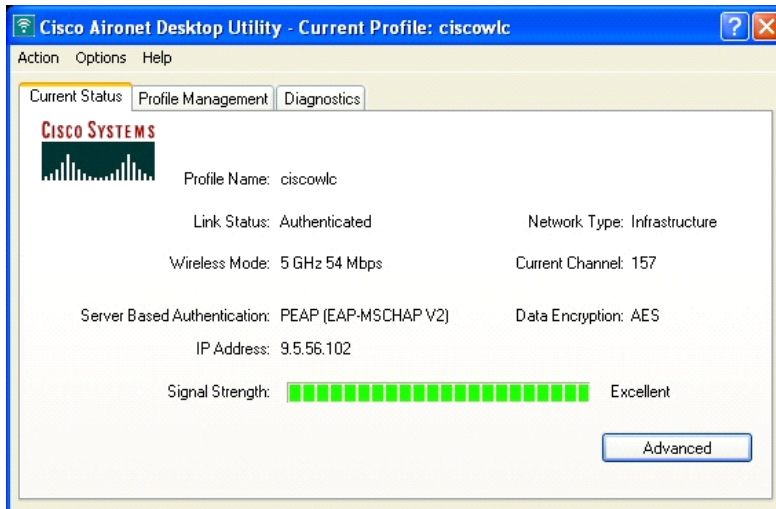 Cisco Aironet Desktop Utility - Current Profile: ciscowlc
Action Options Help
Current Status Profile Management Diagnostics
CISCO SYSTEMS
Profile Name: ciscowlc
Link Status: Authenticated Network Type: Infrastructure
Wireless Mode: 5 GHz 54 Mbps Current Channel: 157
Server Based Authentication: PEAP (EAP-MSCHAP V2) Data Encryption: AES
IP Address: 9.5.56.102
Signal Strength: Excellent
Advanced